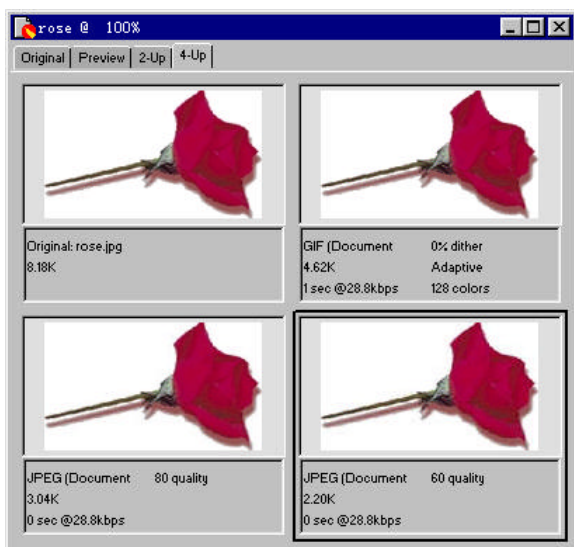 rose @ 100%
Original Preview 2-Up 4-Up
Original: rose.jpg
8.18K
GIF (Document 0% dither
4.62K Adaptive
1 sec @28.8kbps 128 colors
JPEG (Document 80 quality
3.04K
0 sec @28.8kbps
JPEG (Document 60 quality
2.20K
0 sec @28.8kbps